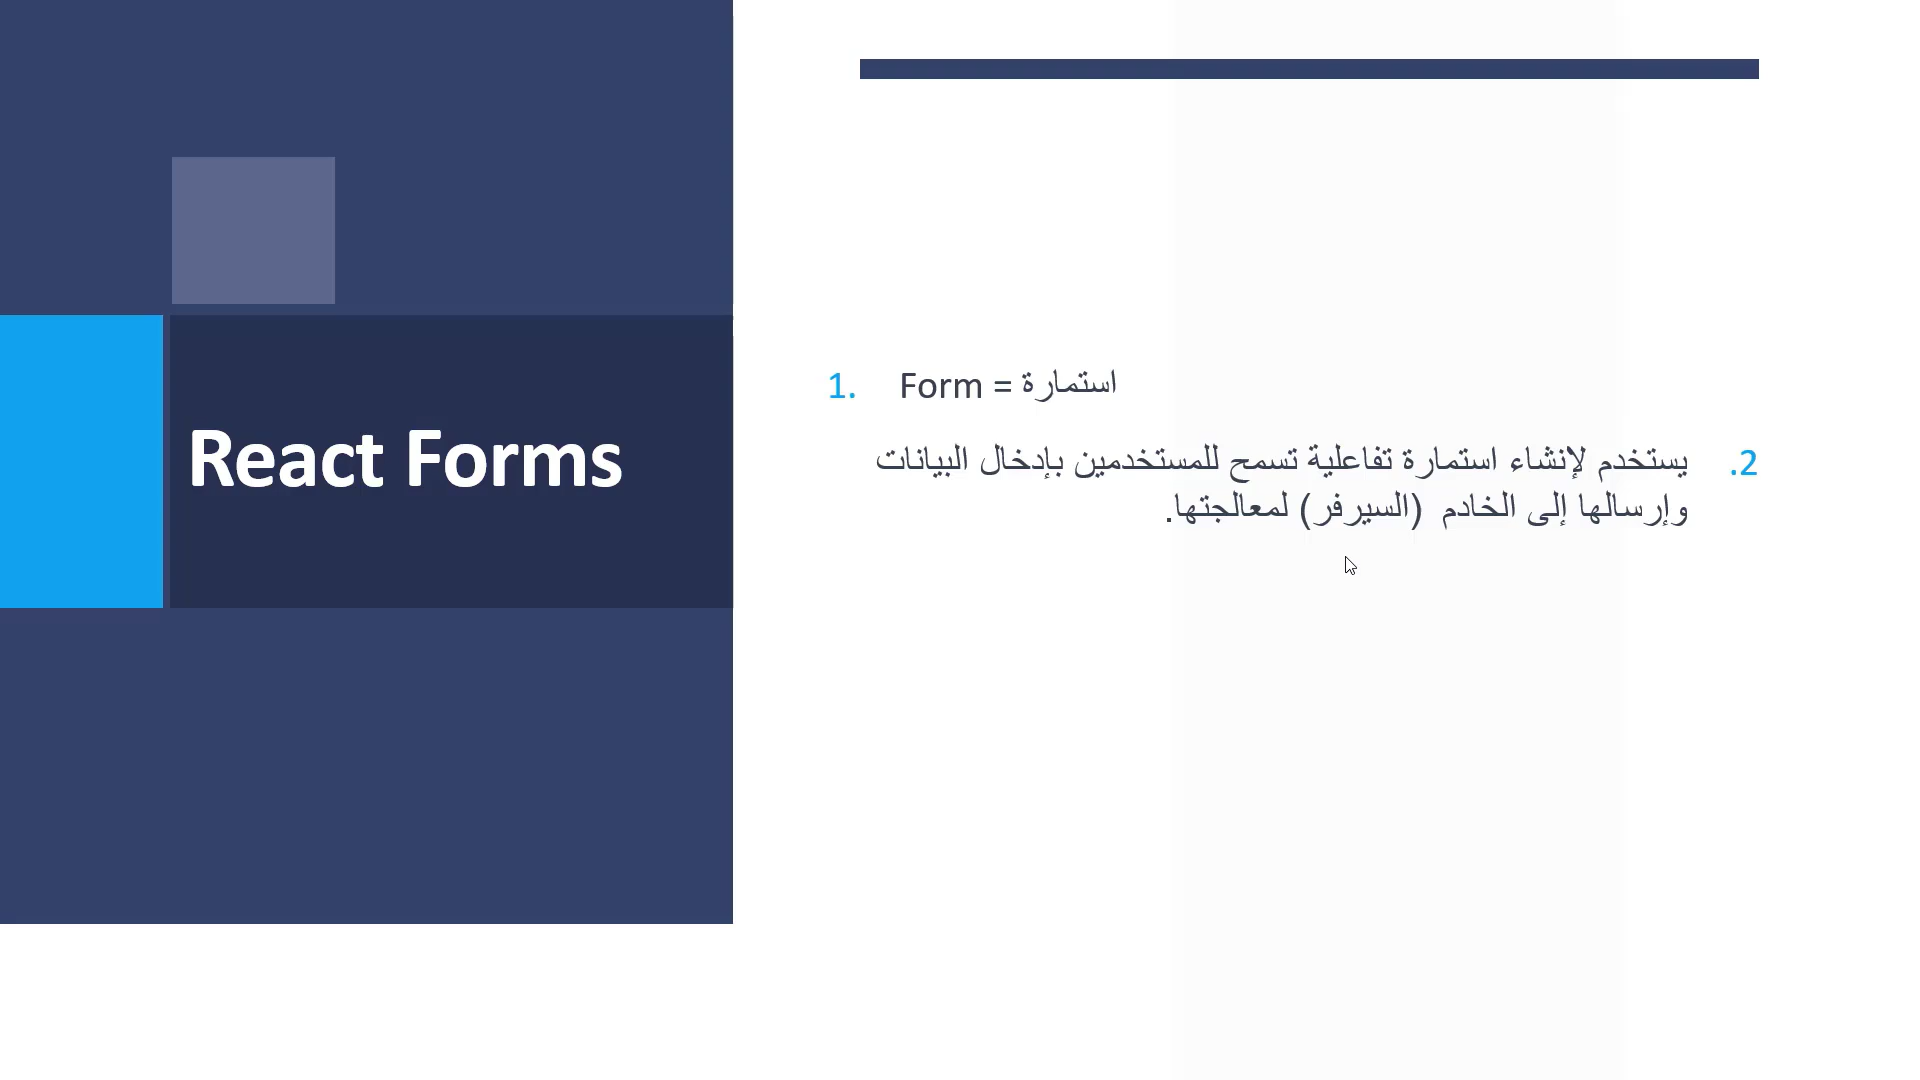 React Forms
1. Form = استمارة
2. يستخدم لإنشاء استمارة تفاعلية تسمح للمستخدمين بإدخال البيانات
وإرسالها إلى الخادم (السيرفر) لمعالجتها.